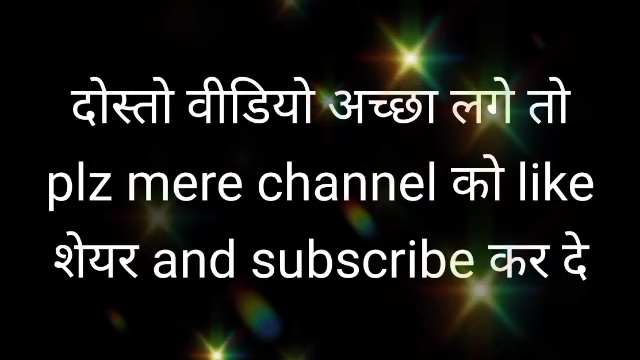 दोस्तो वीडियो अच्छा लगे तो
plz mere channel को like
शेयर and subscribe कर दे